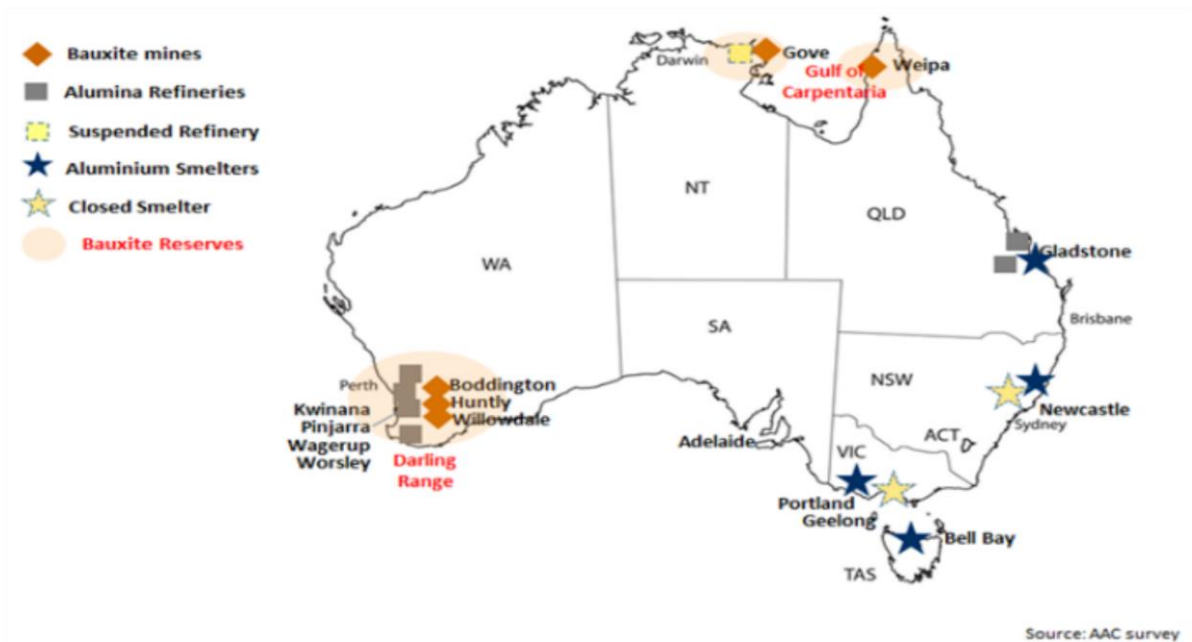 Bauxite mines
Alumina Refineries
Suspended Refinery
Aluminium Smelters
Closed Smelter
Bauxite Reserves
Darwin
Gove
Gulf of
Carpentaria
Weipa
NT
QLD
WA
Gladstone
SA
Brisbane
NSW
Perth
Boddington
Huntly
Willowdale
Kwinana
Pinjarra
Wagerup
Worsley
Darling
Range
Newcastle
Sydney
ACT
Adelaide
VIC
Portland
Geelong
Bell Bay
TAS
Source: AAC survey